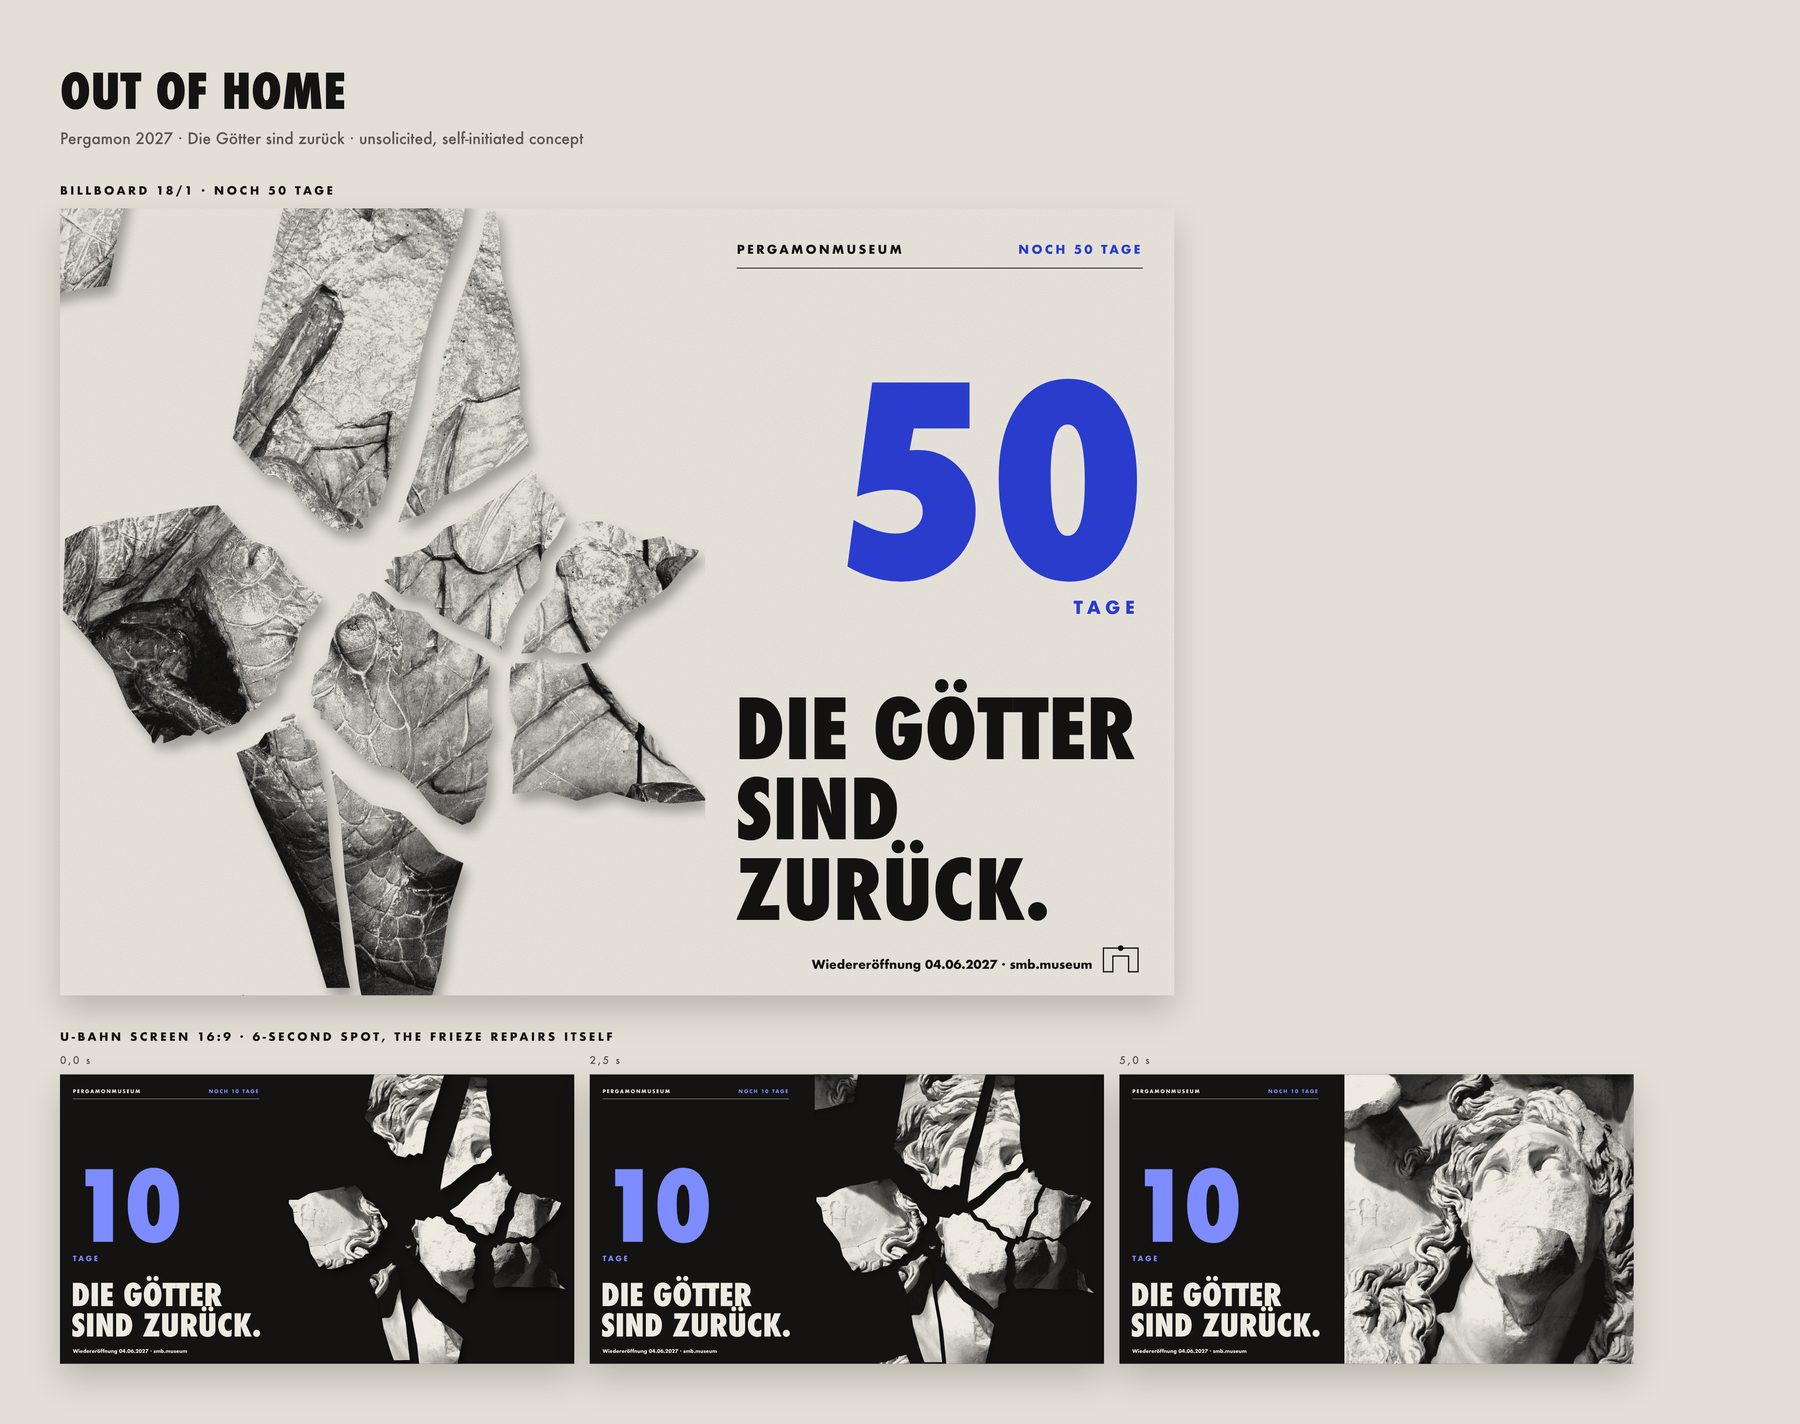 OUT OF HOME
Pergamon 2027 · Die Götter sind zurück · unsolicited, self-initiated concept
BILLBOARD 18/1 · NOCH 50 TAGE
PERGAMONMUSEUM NOCH 50 TAGE
50
TAGE
DIE GÖTTER
SIND
ZURÜCK.
Wiedereröffnung 04.06.2027 · smb.museum
U-BAHN SCREEN 16:9 · 6-SECOND SPOT, THE FRIEZE REPAIRS ITSELF
0,0 s
PERGAMONMUSEUM NOCH 10 TAGE
10
TAGE
DIE GÖTTER
SIND ZURÜCK.
Wiedereröffnung 04.06.2027 · smb.museum
2,5 s
PERGAMONMUSEUM NOCH 10 TAGE
10
TAGE
DIE GÖTTER
SIND ZURÜCK.
Wiedereröffnung 04.06.2027 · smb.museum
5,0 s
PERGAMONMUSEUM NOCH 10 TAGE
10
TAGE
DIE GÖTTER
SIND ZURÜCK.
Wiedereröffnung 04.06.2027 · smb.museum